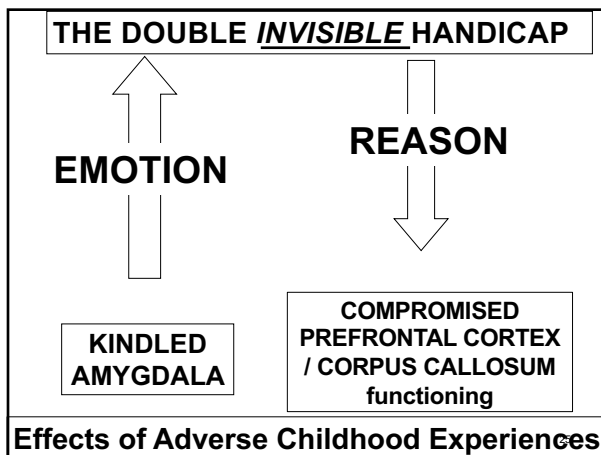 THE DOUBLE INVISIBLE HANDICAP
EMOTION
REASON
KINDLED
AMYGDALA
COMPROMISED
PREFRONTAL CORTEX
/ CORPUS CALLOSUM
functioning
Effects of Adverse Childhood Experiences